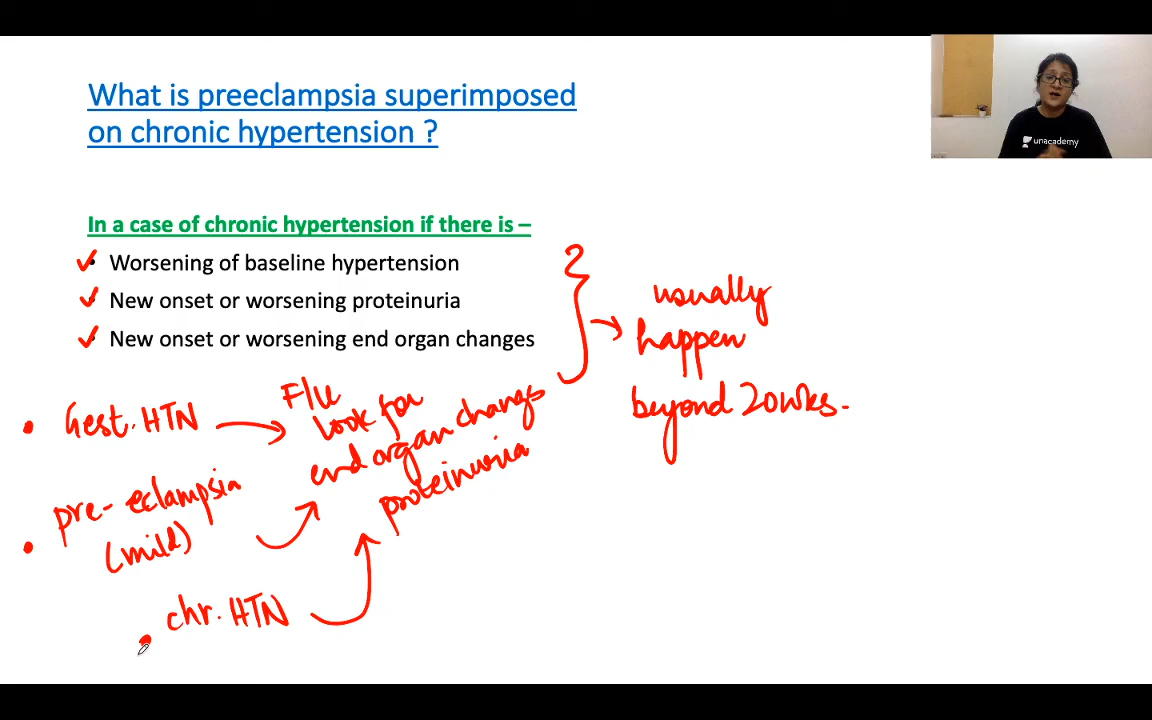 What is preeclampsia superimposed
on chronic hypertension ?
unacademy
In a case of chronic hypertension if there is –
• Worsening of baseline hypertension
• New onset or worsening proteinuria
• New onset or worsening end organ changes
usually
happen
beyond 20wks.
• Gest. HTN
F/U
look for
end organ changes
proteinuria
• pre-eclampsia
(mild)
• chr. HTN